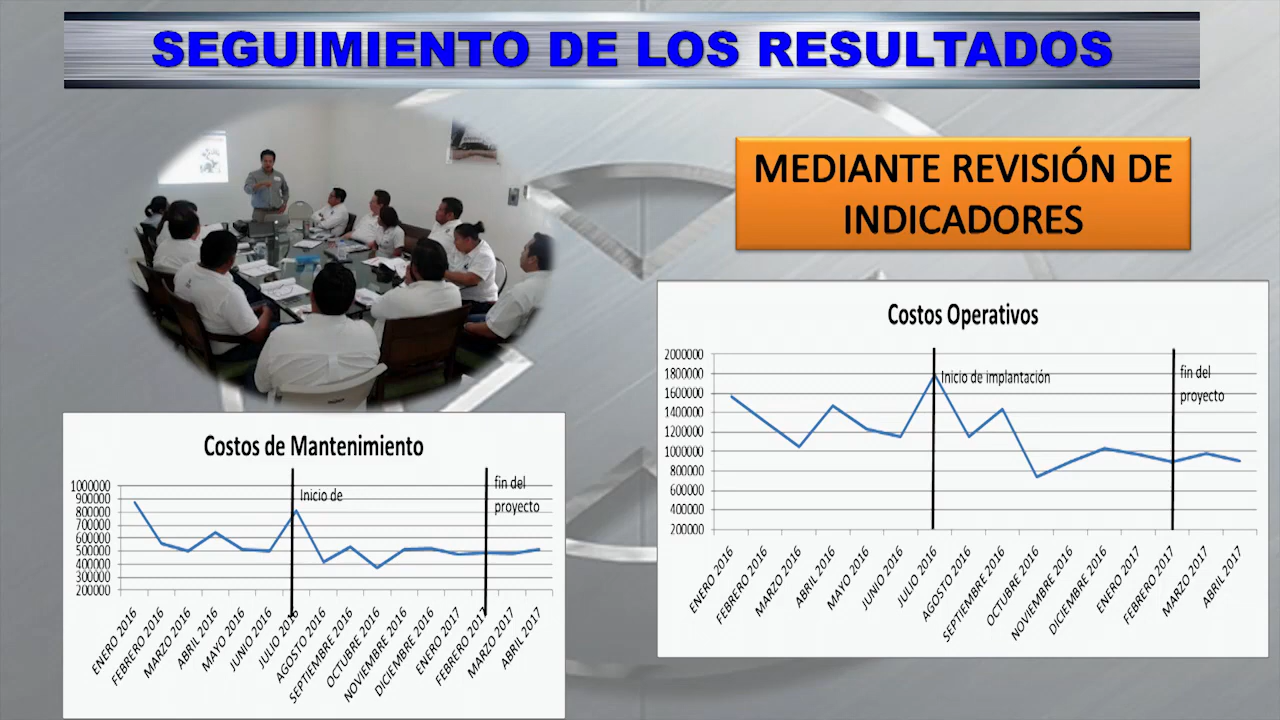 SEGUIMIENTO DE LOS RESULTADOS
MEDIANTE REVISIÓN DE
INDICADORES
Costos Operativos
2000000
1800000
1600000
1400000
1200000
1000000
800000
600000
400000
200000
Inicio de implantación
fin del
proyecto
ENERO 2016
FEBRERO 2016
MARZO 2016
ABRIL 2016
MAYO 2016
JUNIO 2016
JULIO 2016
AGOSTO 2016
SEPTIEMBRE 2016
OCTUBRE 2016
NOVIEMBRE 2016
DICIEMBRE 2016
ENERO 2017
FEBRERO 2017
MARZO 2017
ABRIL 2017
Costos de Mantenimiento
1000000
900000
800000
700000
600000
500000
400000
300000
200000
Inicio de
fin del
proyecto
ENERO 2016
FEBRERO 2016
MARZO 2016
ABRIL 2016
MAYO 2016
JUNIO 2016
JULIO 2016
AGOSTO 2016
SEPTIEMBRE 2016
OCTUBRE 2016
NOVIEMBRE 2016
DICIEMBRE 2016
ENERO 2017
FEBRERO 2017
MARZO 2017
ABRIL 2017